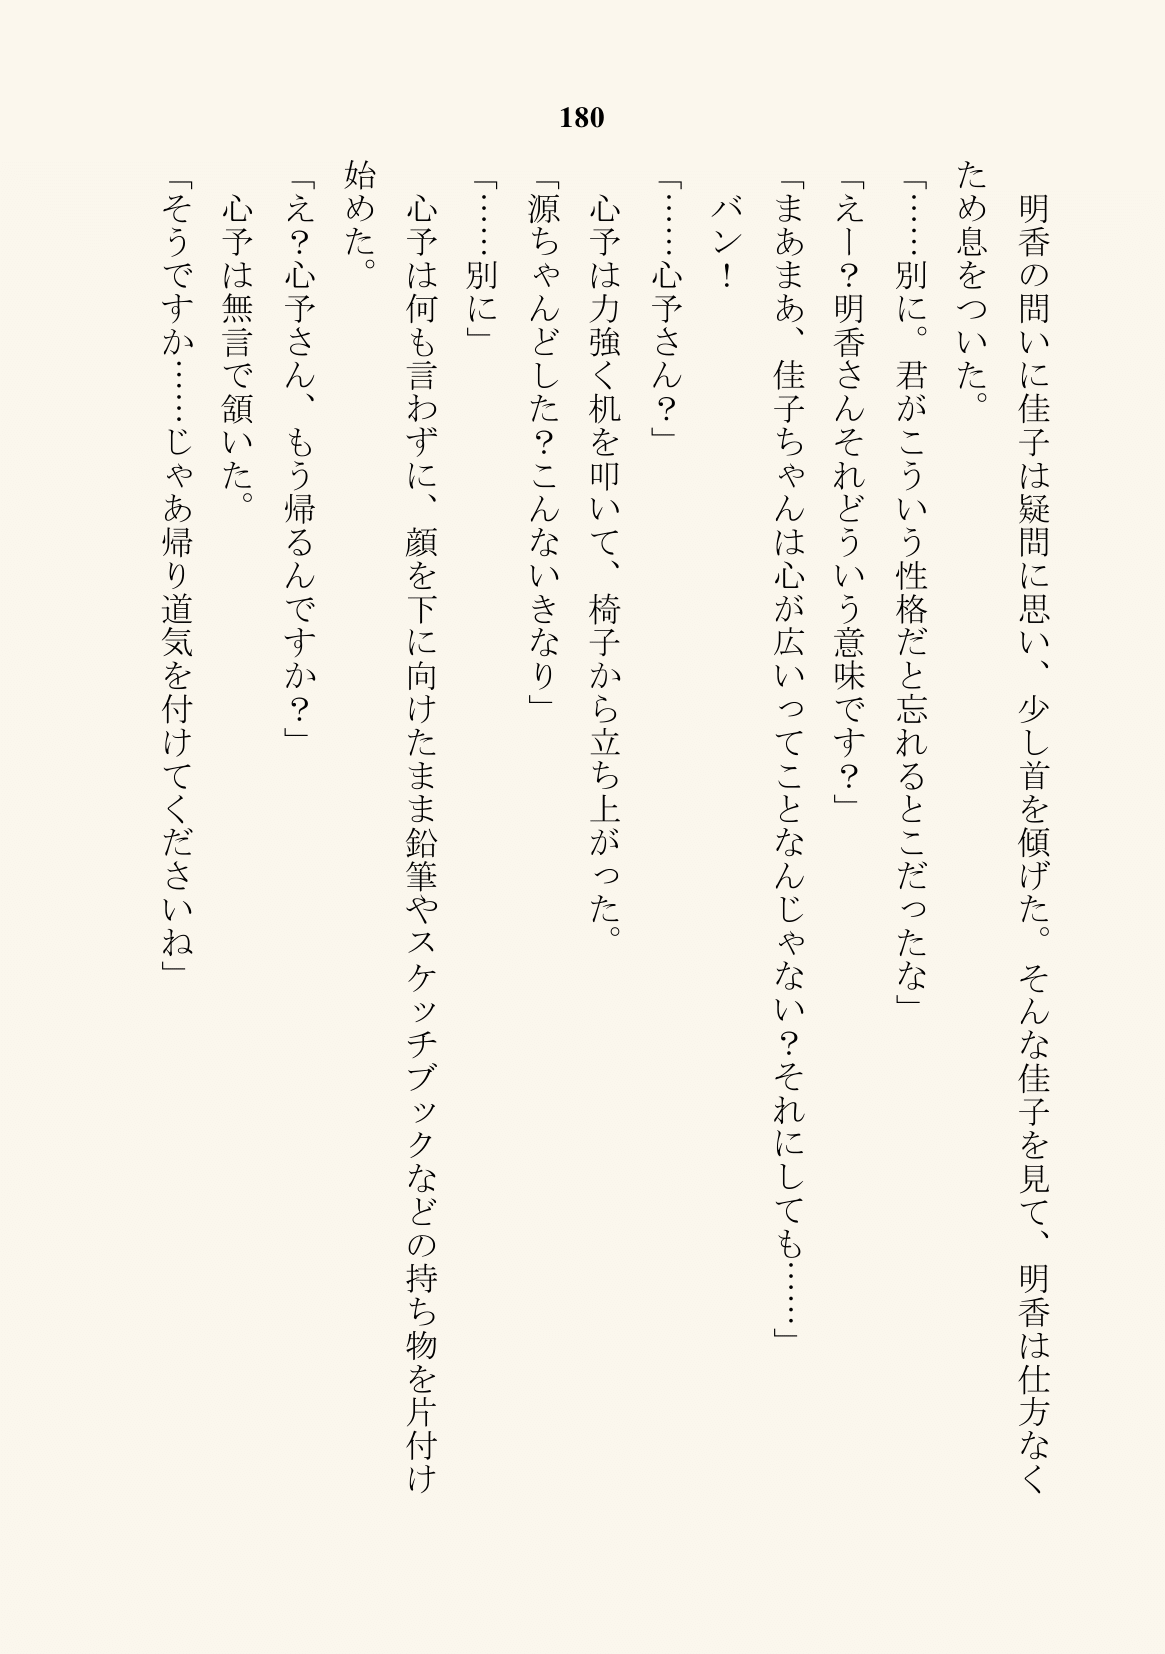 180
　明香の問いに佳子は疑問に思い、少し首を傾げた。そんな佳子を見て、明香は仕方なく
ため息をついた。
「……別に。君がこういう性格だと忘れるとこだったな」
「えー？明香さんそれどういう意味です？」
「まあまあ、佳子ちゃんは心が広いってことなんじゃない？それにしても……」
　バン！
「……心予さん？」
　心予は力強く机を叩いて、椅子から立ち上がった。
「源ちゃんどした？こんないきなり」
「……別に」
　心予は何も言わずに、顔を下に向けたまま鉛筆やスケッチブックなどの持ち物を片付け
始めた。
「え？心予さん、もう帰るんですか？」
　心予は無言で頷いた。
「そうですか……じゃあ帰り道気を付けてくださいね」